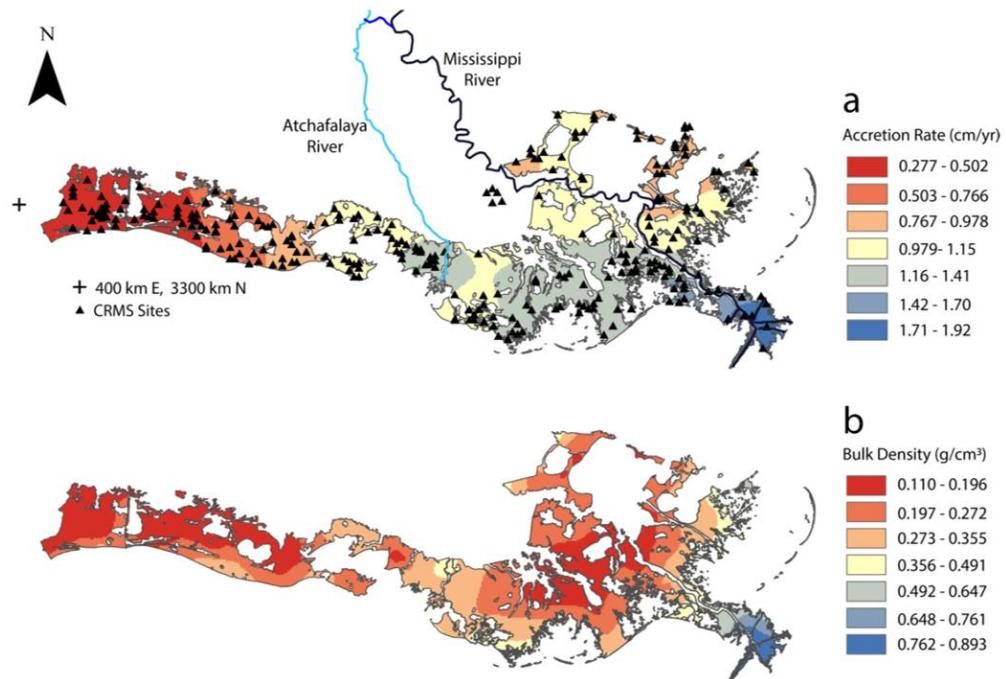 N
Mississippi
River
Atchafalaya
River
+ 400 km E, 3300 km N
▲ CRMS Sites
a
Accretion Rate (cm/yr)
0.277 - 0.502
0.503 - 0.766
0.767 - 0.978
0.979- 1.15
1.16 - 1.41
1.42 - 1.70
1.71 - 1.92
b
Bulk Density (g/cm³)
0.110 - 0.196
0.197 - 0.272
0.273 - 0.355
0.356 - 0.491
0.492 - 0.647
0.648 - 0.761
0.762 - 0.893